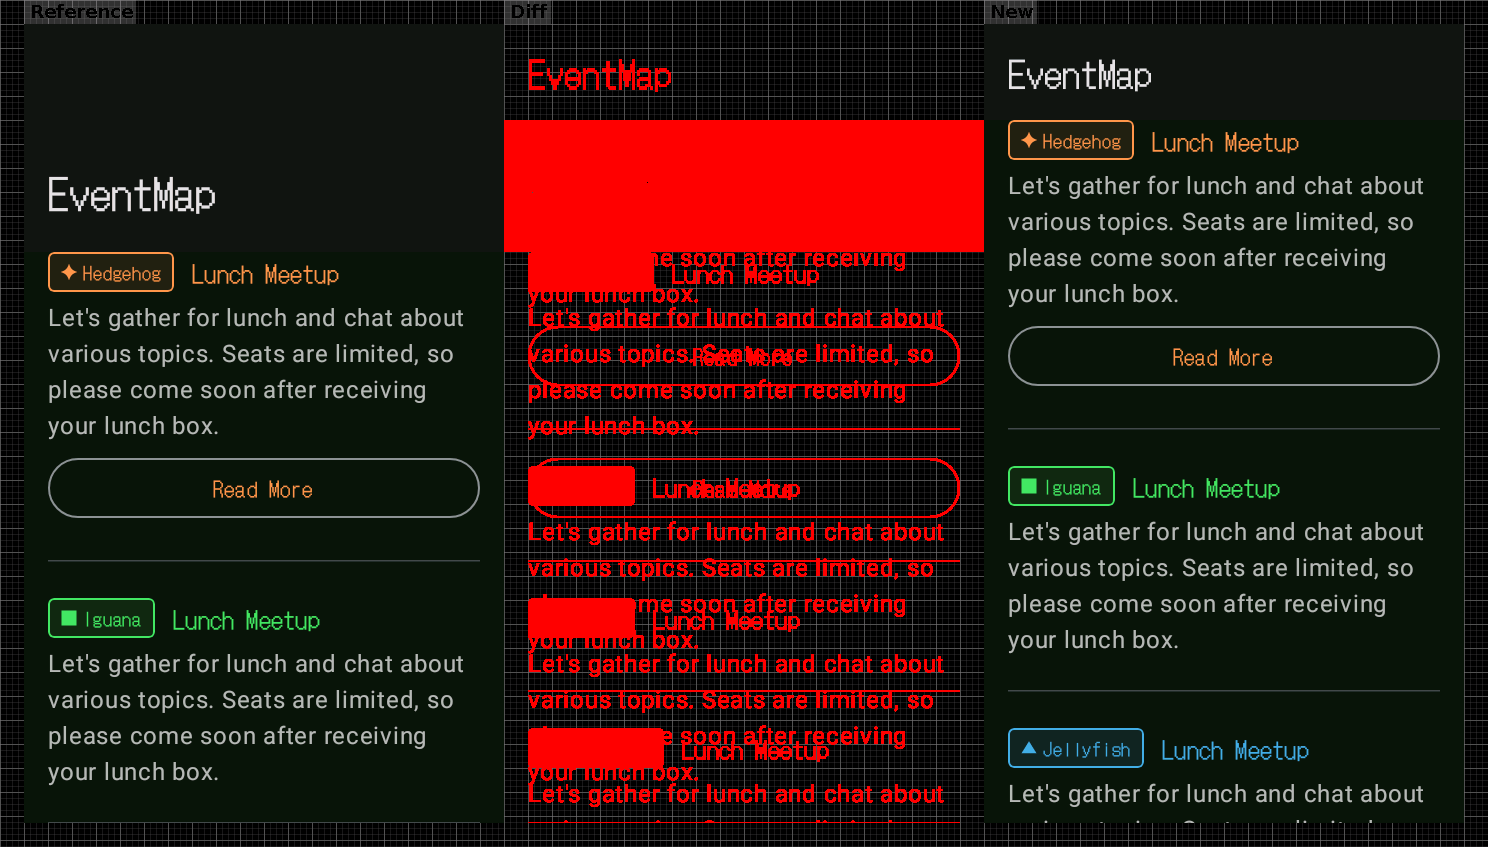 Reference
EventMap
Hedgehog Lunch Meetup
Let's gather for lunch and chat about
various topics. Seats are limited, so
please come soon after receiving
your lunch box.
Read More
Iguana Lunch Meetup
Let's gather for lunch and chat about
various topics. Seats are limited, so
please come soon after receiving
your lunch box.
Diff
EventMap
me soon after receiving
Lunch Meetup
your lunch box.
Let's gather for lunch and chat about
various topics. Seats are limited, so
Read More
please come soon after receiving
your lunch box.
Lunch Meetup
Read More
Let's gather for lunch and chat about
various topics. Seats are limited, so
me soon after receiving
Lunch Meetup
your lunch box.
Let's gather for lunch and chat about
various topics. Seats are limited, so
soon after receiving
Lunch Meetup
your lunch box.
Let's gather for lunch and chat about
New
EventMap
Hedgehog Lunch Meetup
Let's gather for lunch and chat about
various topics. Seats are limited, so
please come soon after receiving
your lunch box.
Read More
Iguana Lunch Meetup
Let's gather for lunch and chat about
various topics. Seats are limited, so
please come soon after receiving
your lunch box.
Jellyfish Lunch Meetup
Let's gather for lunch and chat about